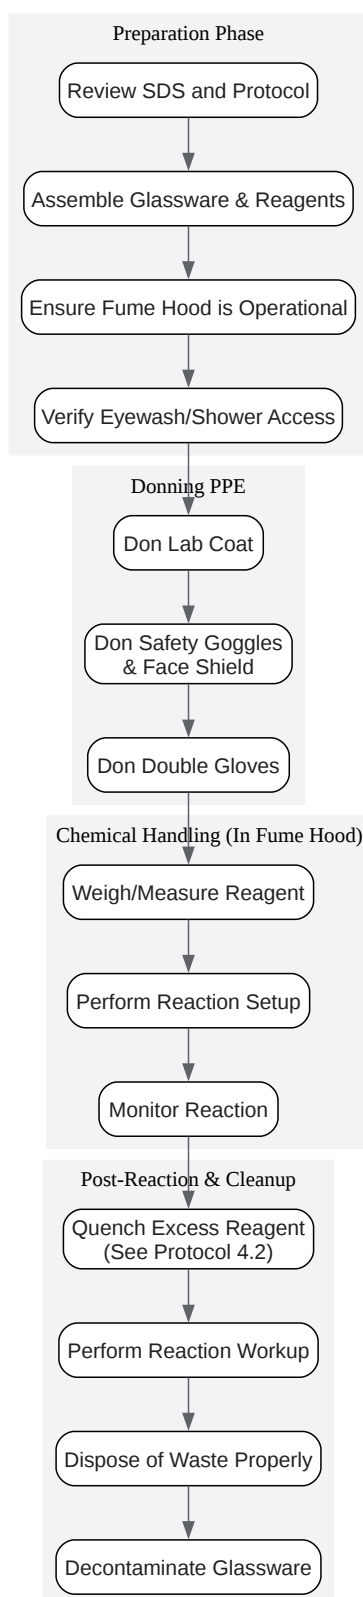 Preparation Phase
Review SDS and Protocol
Assemble Glassware & Reagents
Ensure Fume Hood is Operational
Verify Eyewash/Shower Access
Donning PPE
Don Lab Coat
Don Safety Goggles
& Face Shield
Don Double Gloves
Chemical Handling (In Fume Hood)
Weigh/Measure Reagent
Perform Reaction Setup
Monitor Reaction
Post-Reaction & Cleanup
Quench Excess Reagent
(See Protocol 4.2)
Perform Reaction Workup
Dispose of Waste Properly
Decontaminate Glassware